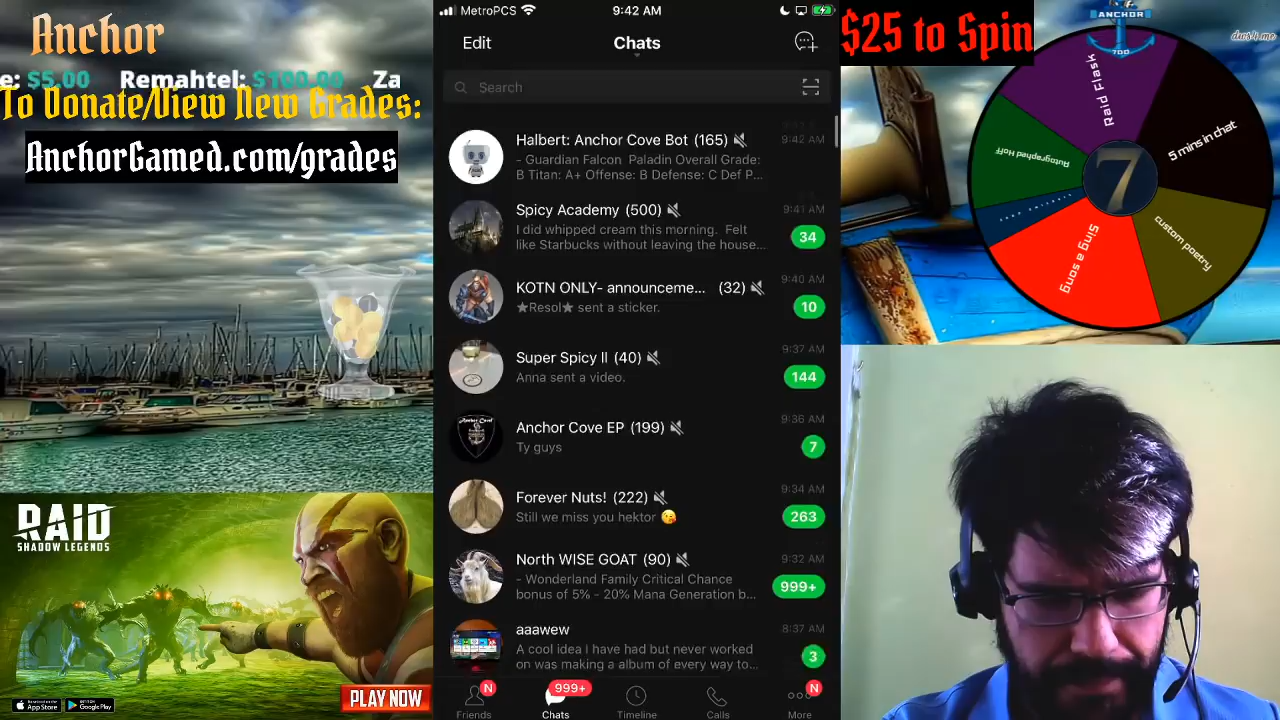 Anchor
e: $5.00 Remahtel: $100.00 Za
To Donate/View New Grades:
AnchorGamed.com/grades
RAID
SHADOW LEGENDS
App Store
Google Play
PLAY NOW
MetroPCS
9:42 AM
Edit
Chats
Search
Halbert: Anchor Cove Bot (165)
9:42 AM
- Guardian Falcon Paladin Overall Grade:
B Titan: A+ Offense: B Defense: C Def P...
Spicy Academy (500)
9:41 AM
I did whipped cream this morning. Felt
like Starbucks without leaving the house...
34
KOTN ONLY- announceme... (32)
9:40 AM
★Resol★ sent a sticker.
10
Super Spicy II (40)
9:37 AM
Anna sent a video.
144
Anchor Cove EP (199)
9:36 AM
Ty guys
7
Forever Nuts! (222)
9:34 AM
Still we miss you hektor 😘
263
North WISE GOAT (90)
9:32 AM
- Wonderland Family Critical Chance
bonus of 5% - 20% Mana Generation b...
999+
aaawew
8:37 AM
A cool idea I have had but never worked
on was making a album of every way to...
3
N
999+
N
Friends
Chats
Timeline
Calls
More
$25 to Spin
ANCHOR
700
Raid Flask
5 mins in chat
custom poetry
Sing a song
Autographed Hoff
7